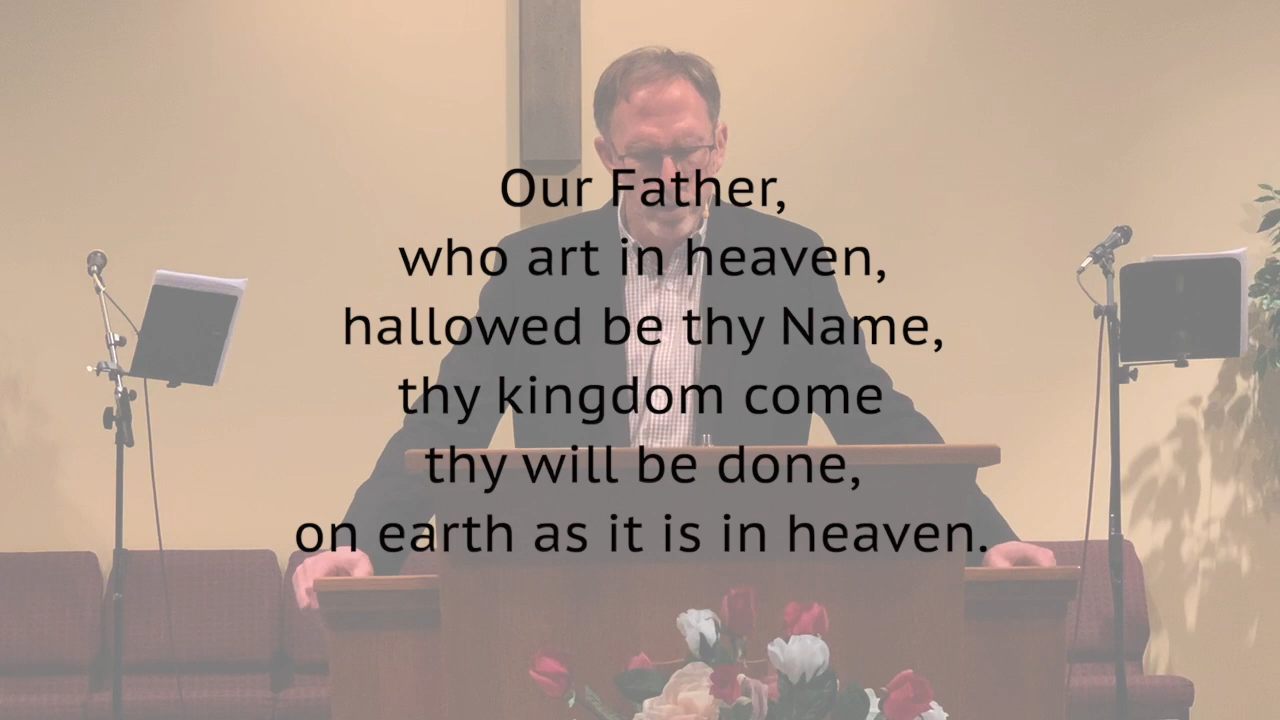 Our Father,
who art in heaven,
hallowed be thy Name,
thy kingdom come
thy will be done,
on earth as it is in heaven.